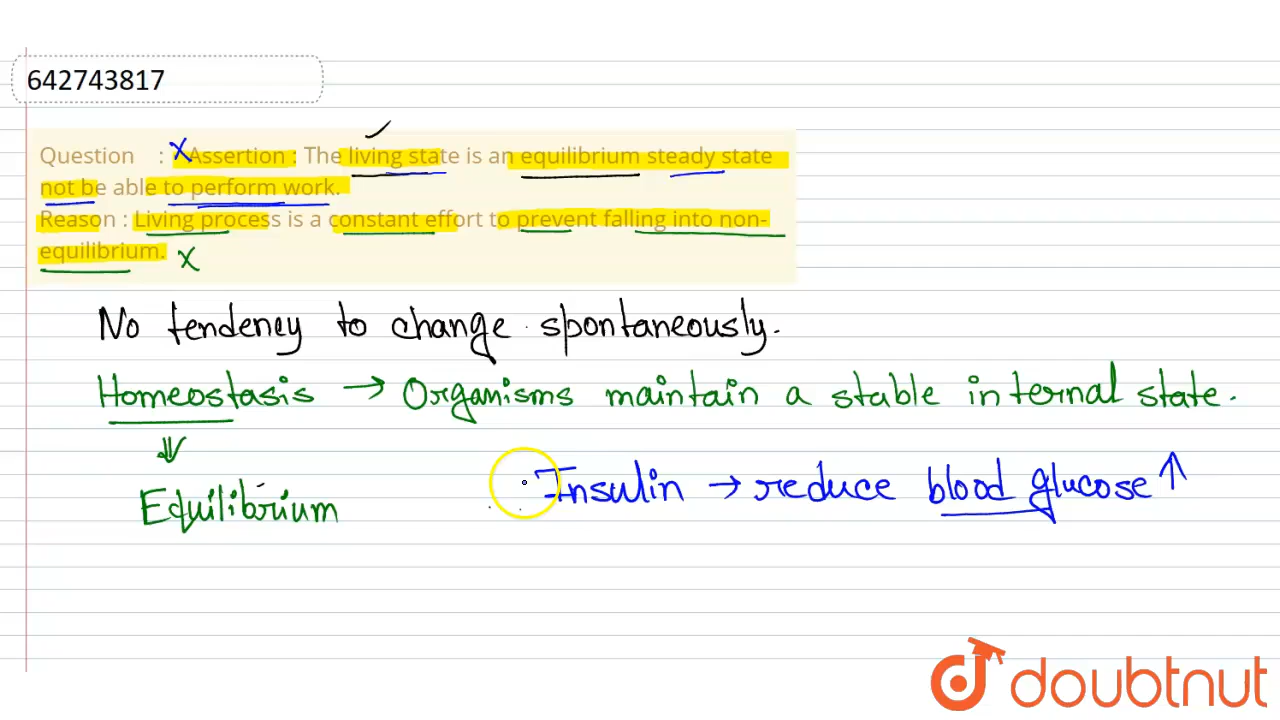 642743817
Question : X Assertion : The living state is an equilibrium steady state
not be able to perform work.
Reason : Living process is a constant effort to prevent falling into non-
equilibrium. X
No tendency to change spontaneously.
Homeostasis → Organisms maintain a stable internal state.
Equilibrium
Insulin → reduce blood glucose ↑
doubtnut